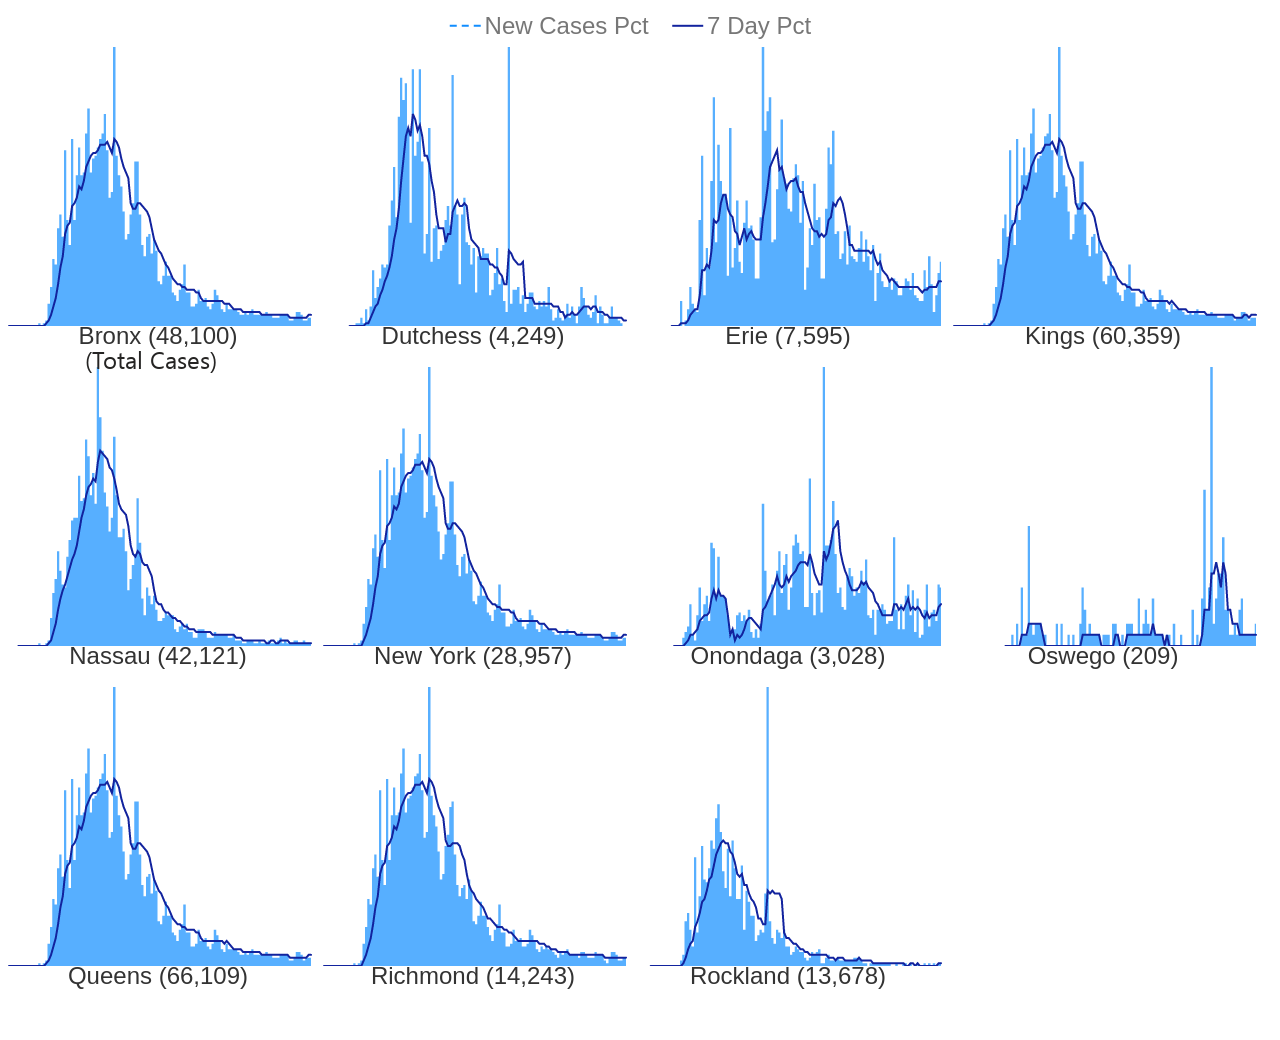 New Cases Pct 7 Day Pct
Bronx (48,100) Dutchess (4,249) Erie (7,595) Kings (60,359)
(Total Cases)
Nassau (42,121) New York (28,957) Onondaga (3,028) Oswego (209)
Queens (66,109) Richmond (14,243) Rockland (13,678)